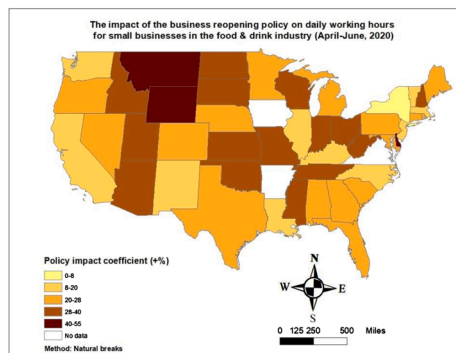 The impact of the business reopening policy on daily working hours
for small businesses in the food & drink industry (April-June, 2020)
Policy impact coefficient (+%)
0-8
8-20
20-28
28-40
40-55
No data
Method: Natural breaks
N
W
E
S
0 125 250 500 Miles